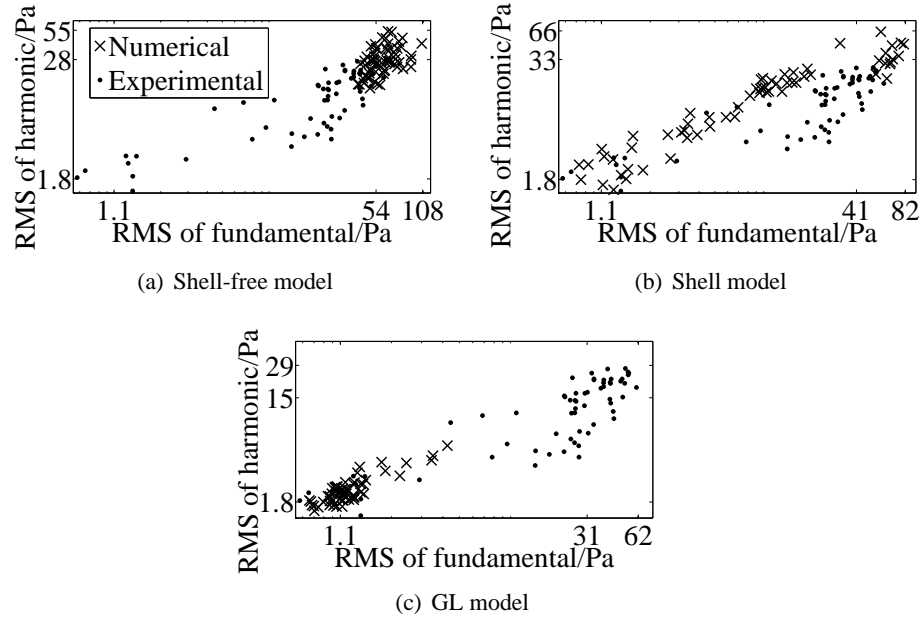 55
28
1.8
RMS of harmonic/Pa
× Numerical
• Experimental
1.1 54 108
RMS of fundamental/Pa
(a) Shell-free model
66
33
1.8
RMS of harmonic/Pa
1.1 41 82
RMS of fundamental/Pa
(b) Shell model
29
15
1.8
RMS of harmonic/Pa
1.1 31 62
RMS of fundamental/Pa
(c) GL model